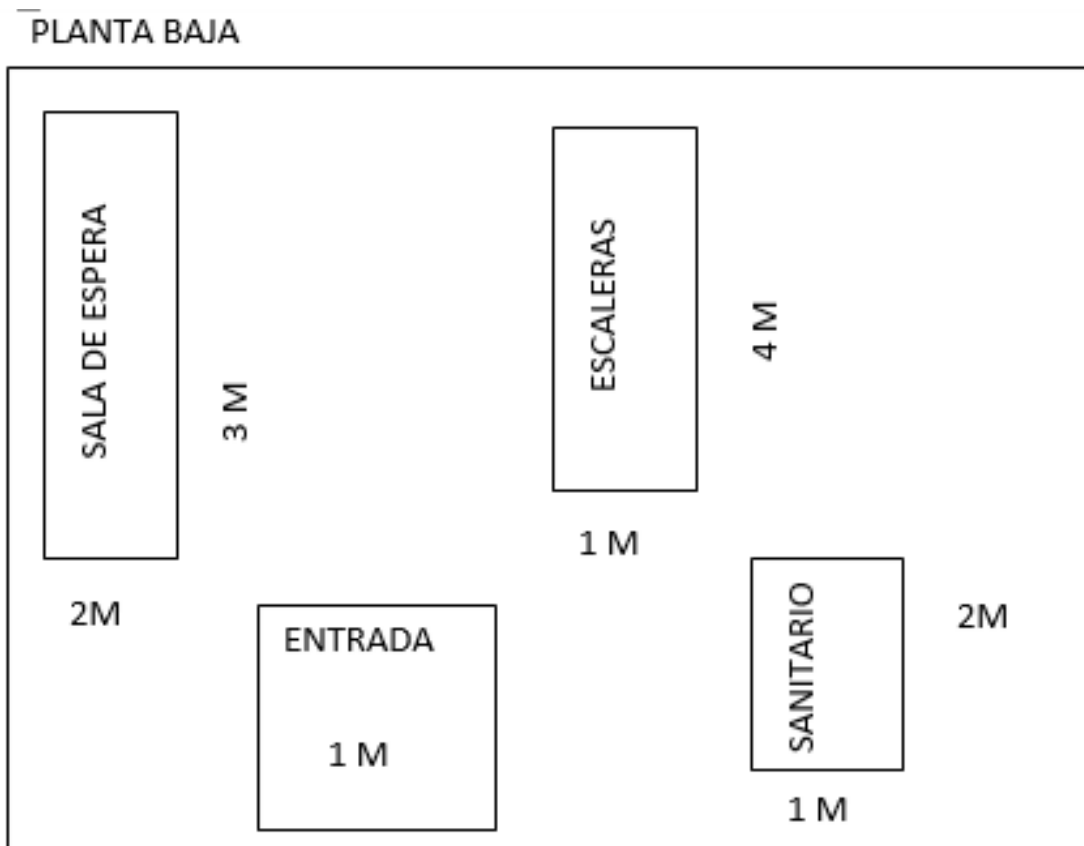 PLANTA BAJA
SALA DE ESPERA
3 M
2M
ESCALERAS
4 M
1 M
ENTRADA
1 M
SANITARIO
2M
1 M